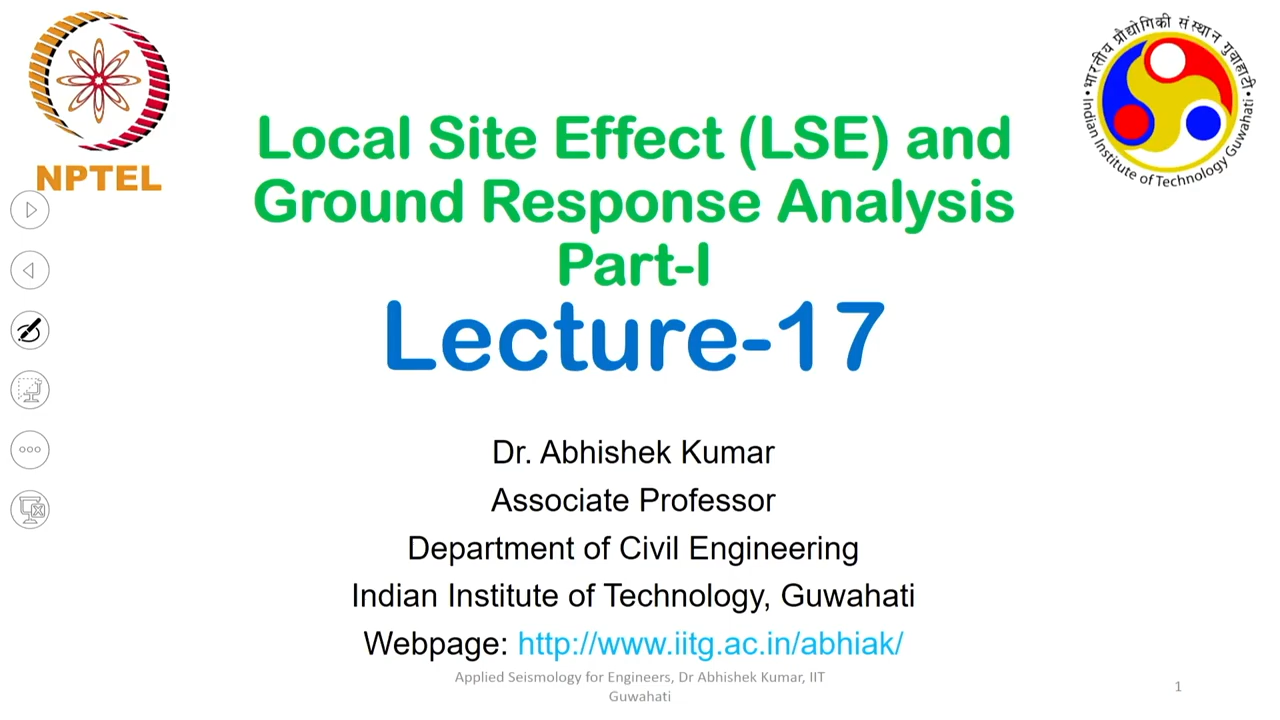 NPTEL
भारतीय प्रौद्योगिकी संस्थान गुवाहाटी
Indian Institute of Technology Guwahati
Local Site Effect (LSE) and
Ground Response Analysis
Part-I
Lecture-17
Dr. Abhishek Kumar
Associate Professor
Department of Civil Engineering
Indian Institute of Technology, Guwahati
Webpage: http://www.iitg.ac.in/abhiak/
Applied Seismology for Engineers, Dr Abhishek Kumar, IIT
Guwahati
1